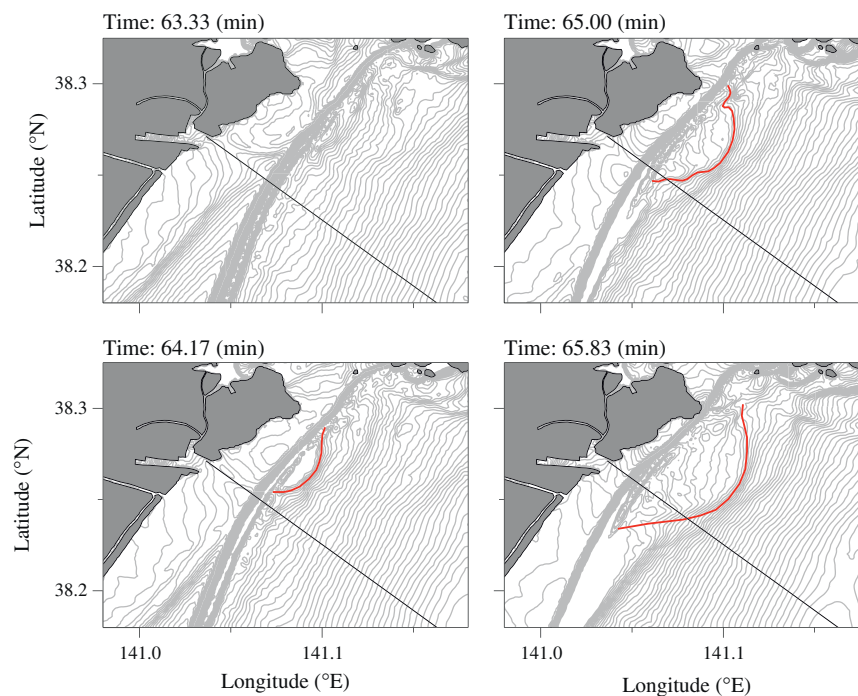 Time: 63.33 (min)
Time: 65.00 (min)
38.3
38.2
Latitude (°N)
Time: 64.17 (min)
Time: 65.83 (min)
38.3
38.2
Latitude (°N)
141.0
141.1
141.0
141.1
Longitude (°E)
Longitude (°E)